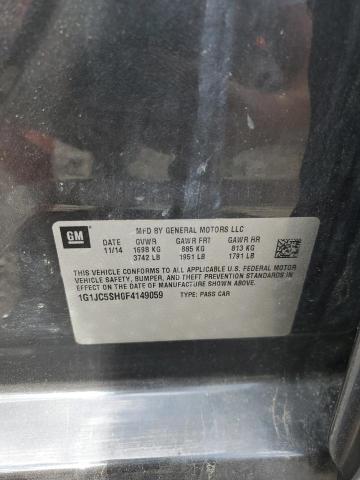 GM
MFD BY GENERAL MOTORS LLC
DATE GVWR GAWR FRT GAWR RR
11/14 1698 KG 885 KG 813 KG
3742 LB 1951 LB 1791 LB
THIS VEHICLE CONFORMS TO ALL APPLICABLE U.S. FEDERAL MOTOR
VEHICLE SAFETY, BUMPER, AND THEFT PREVENTION STANDARDS IN
EFFECT ON THE DATE OF MANUFACTURE SHOWN ABOVE.
1G1JC5SH0F4149059 TYPE: PASS CAR